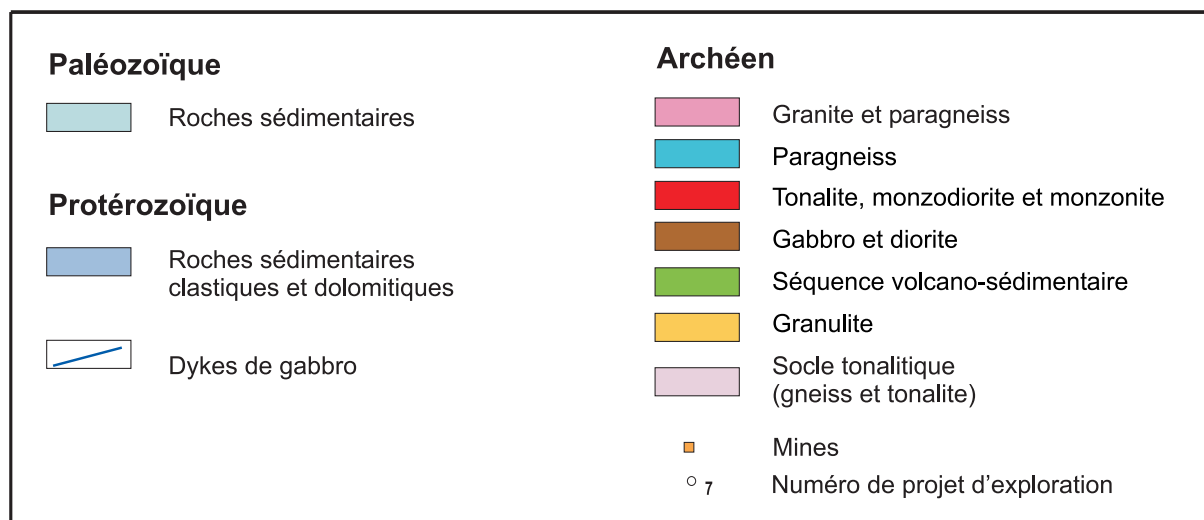 Paléozoïque
Roches sédimentaires
Protérozoïque
Roches sédimentaires
clastiques et dolomitiques
Dykes de gabbro
Archéen
Granite et paragneiss
Paragneiss
Tonalite, monzodiorite et monzonite
Gabbro et diorite
Séquence volcano-sédimentaire
Granulite
Socle tonalitique
(gneiss et tonalite)
Mines
7 Numéro de projet d'exploration